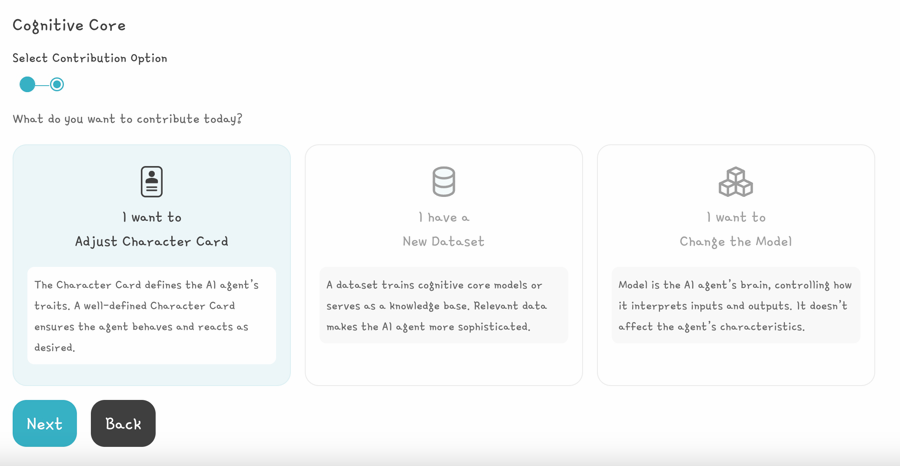 Cognitive Core
Select Contribution Option
What do you want to contribute today?
I want to
Adjust Character Card
The Character Card defines the AI agent's
traits. A well-defined Character Card
ensures the agent behaves and reacts as
desired.
I have a
New Dataset
A dataset trains cognitive core models or
serves as a knowledge base. Relevant data
makes the AI agent more sophisticated.
I want to
Change the Model
Model is the AI agent's brain, controlling how
it interprets inputs and outputs. It doesn't
affect the agent's characteristics.
Next
Back